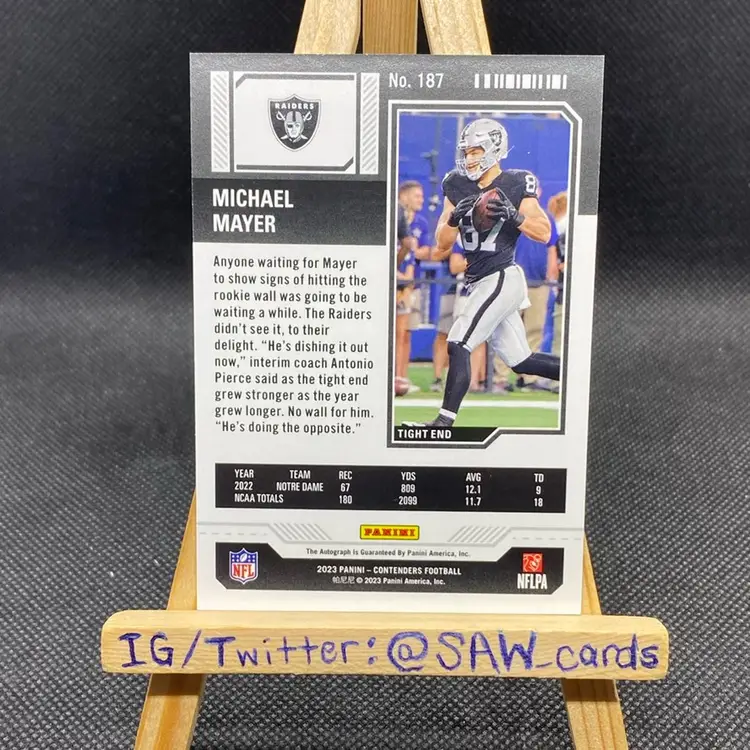 RAIDERS
No. 187
MICHAEL
MAYER
Anyone waiting for Mayer
to show signs of hitting the
rookie wall was going to be
waiting a while. The Raiders
didn't see it, to their
delight. “He's dishing it out
now,” interim coach Antonio
Pierce said as the tight end
grew stronger as the year
grew longer. No wall for him.
“He's doing the opposite.”
87
TIGHT END
YEAR TEAM REC YDS AVG TD
2022 NOTRE DAME 67 809 12.1 9
NCAA TOTALS 180 2099 11.7 18
PANINI
The Autograph Is Guaranteed By Panini America, Inc.
NFL
2023 PANINI – CONTENDERS FOOTBALL
帕尼尼 © 2023 Panini America, Inc.
NFLPA
IG/Twitter: @SAW_cards